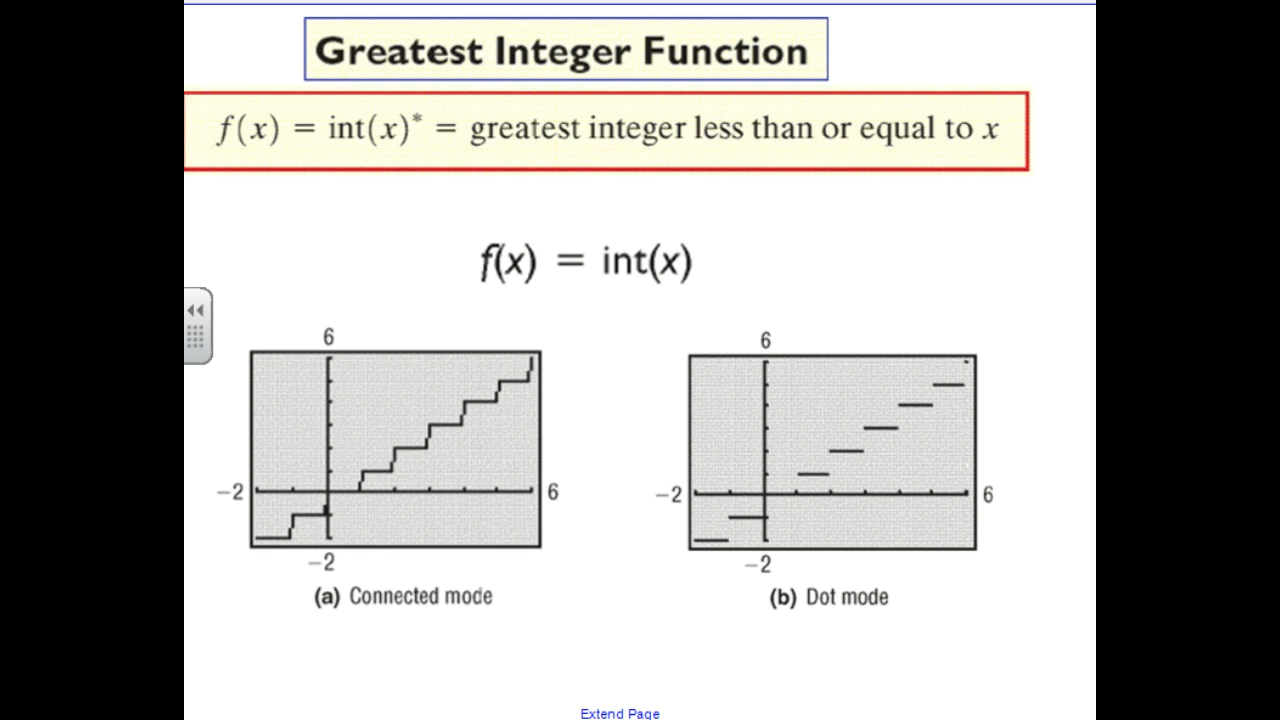 Greatest Integer Function
f(x) = int(x)* = greatest integer less than or equal to x
f(x) = int(x)
6
6
−2
6
−2
6
−2
−2
(a) Connected mode
(b) Dot mode
Extend Page